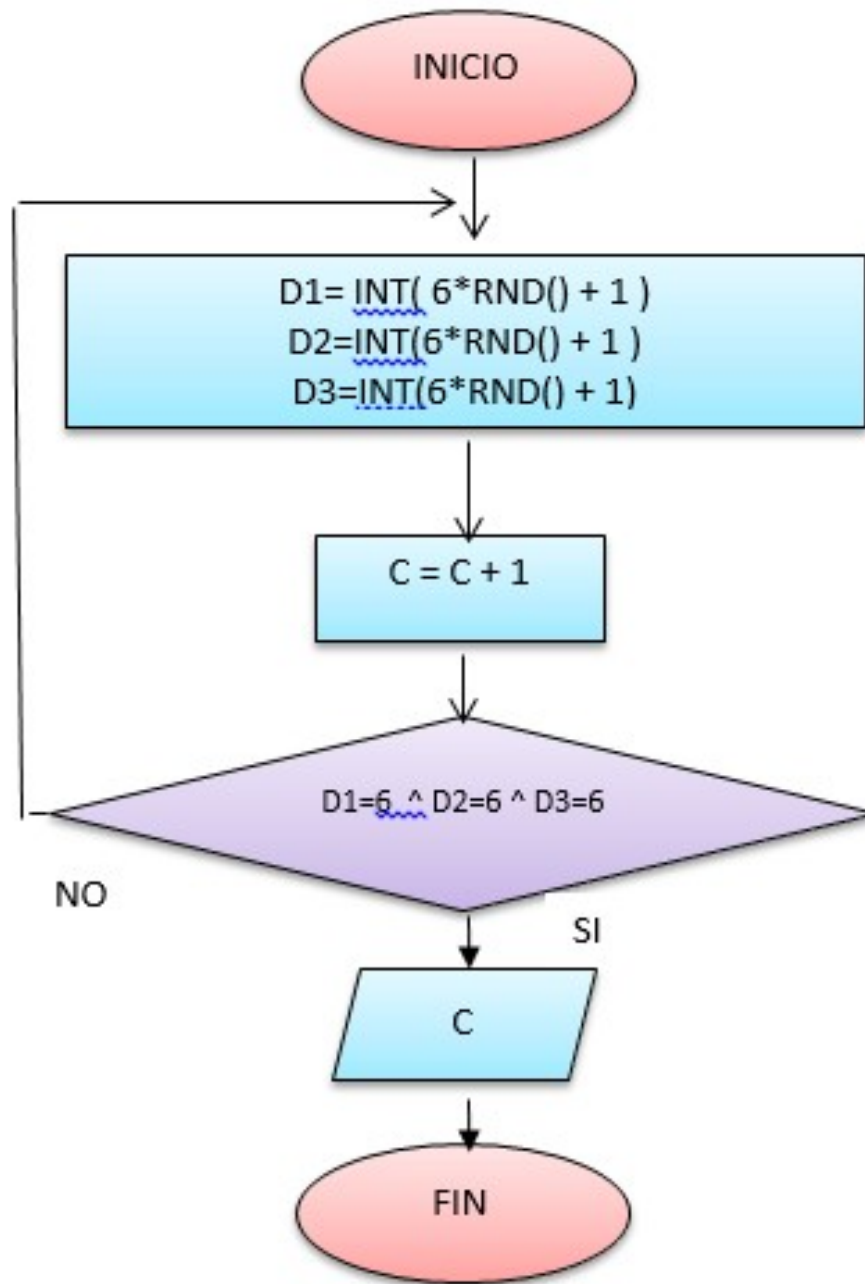 INICIO
D1= INT( 6*RND() + 1 )
D2=INT(6*RND() + 1 )
D3=INT(6*RND() + 1)
C = C + 1
D1=6 ^ D2=6 ^ D3=6
NO
SI
C
FIN